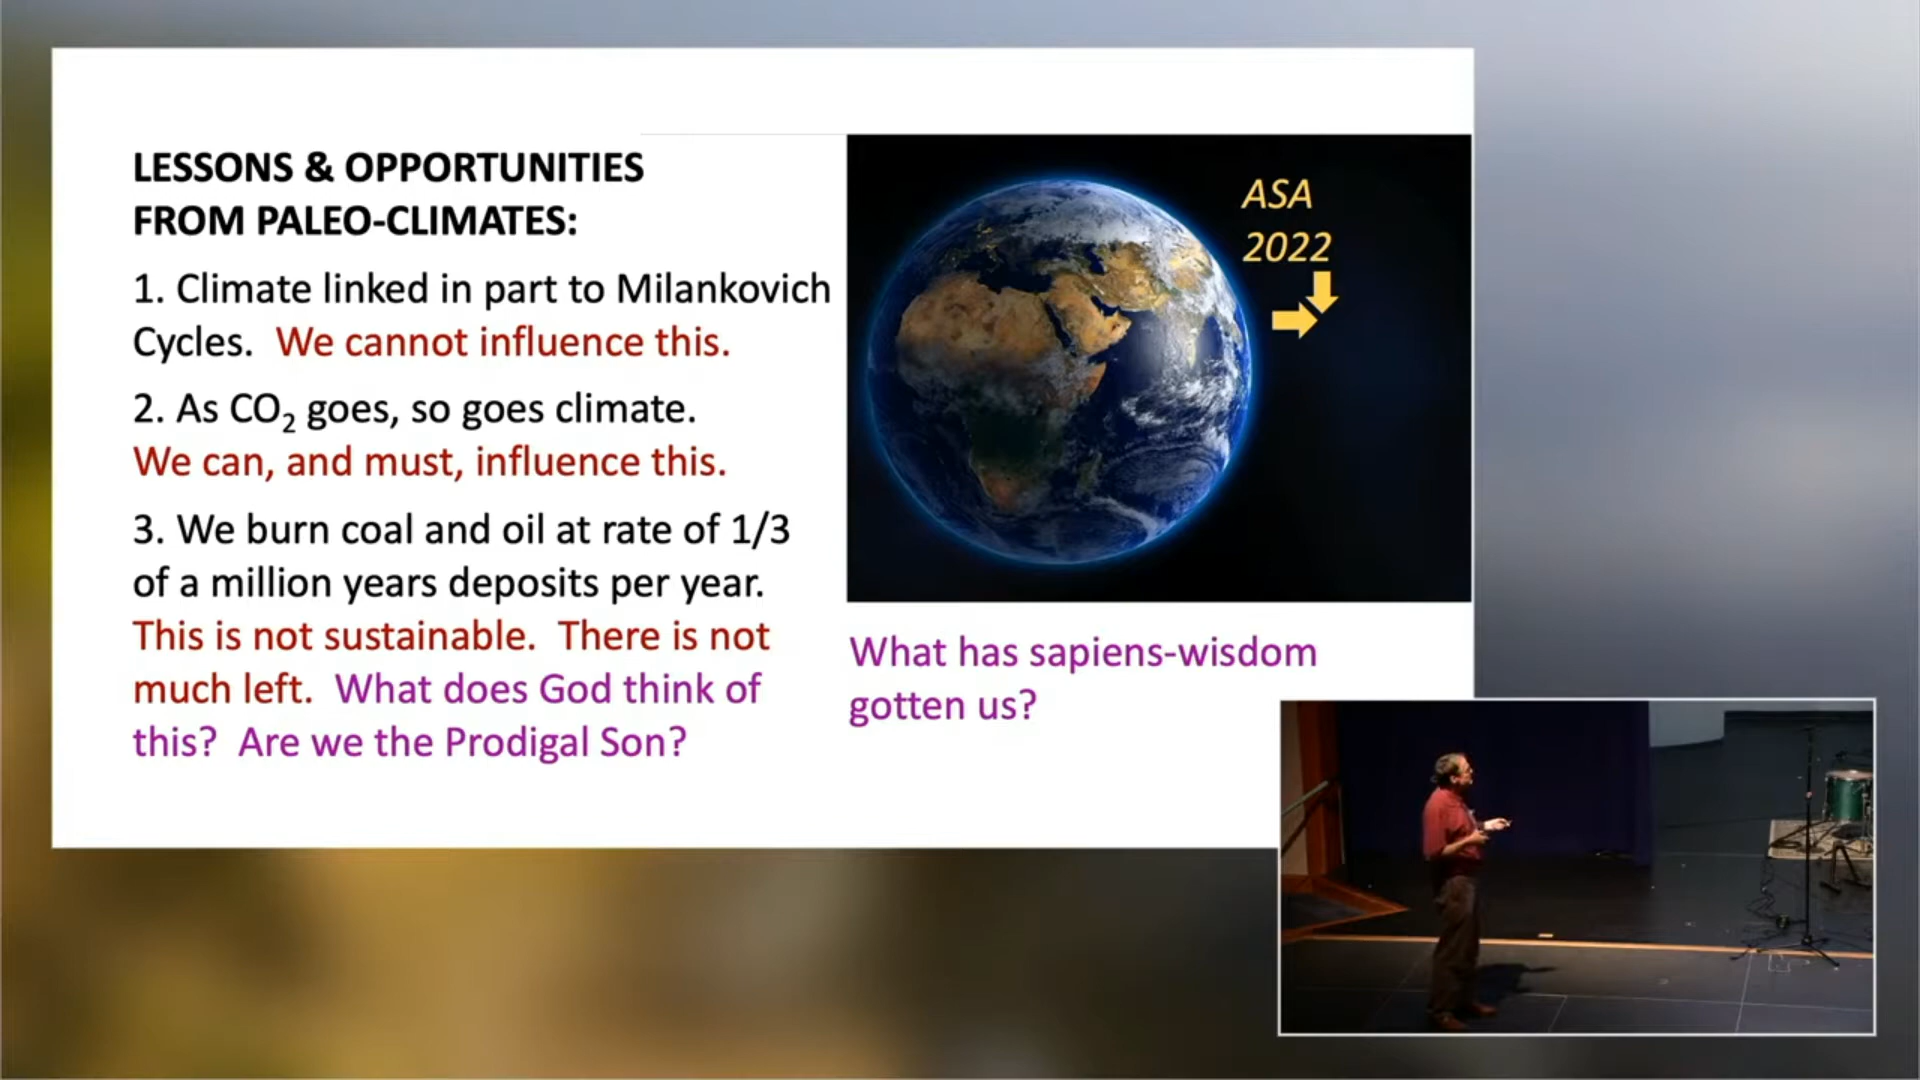 LESSONS & OPPORTUNITIES
FROM PALEO-CLIMATES:
1. Climate linked in part to Milankovich
Cycles. We cannot influence this.
2. As CO₂ goes, so goes climate.
We can, and must, influence this.
3. We burn coal and oil at rate of 1/3
of a million years deposits per year.
This is not sustainable. There is not
much left. What does God think of
this? Are we the Prodigal Son?
ASA
2022
What has sapiens-wisdom
gotten us?